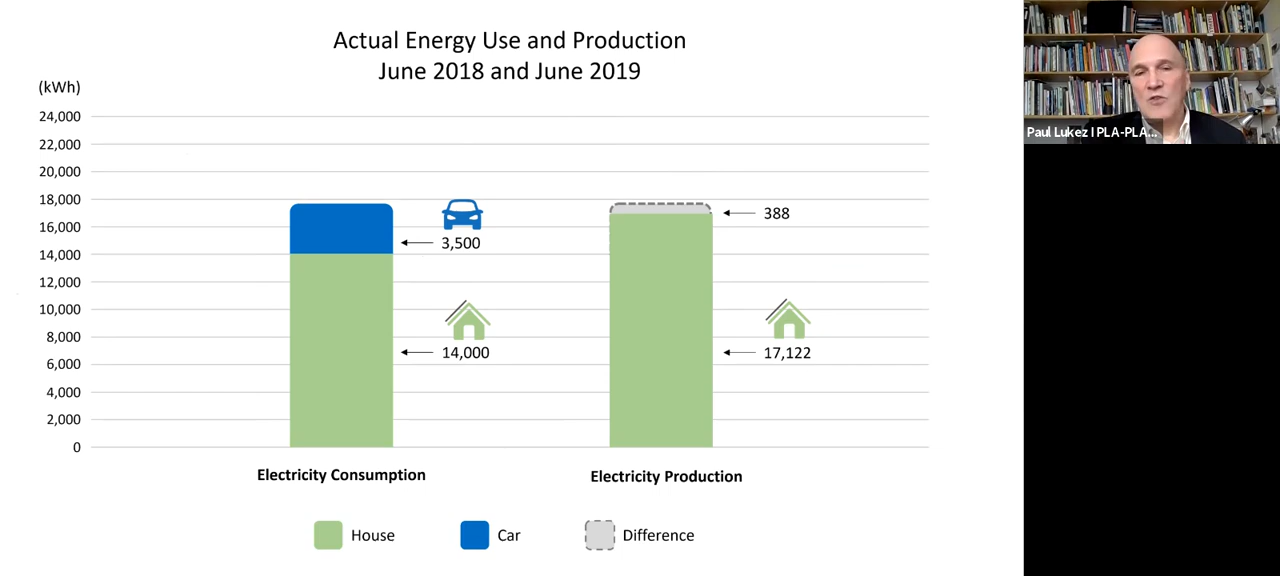 Actual Energy Use and Production
June 2018 and June 2019
(kWh)
24,000
22,000
20,000
18,000
16,000
14,000
12,000
10,000
8,000
6,000
4,000
2,000
0
3,500
14,000
388
17,122
Electricity Consumption
Electricity Production
House
Car
Difference
Paul Lukez I PLA-PLA...